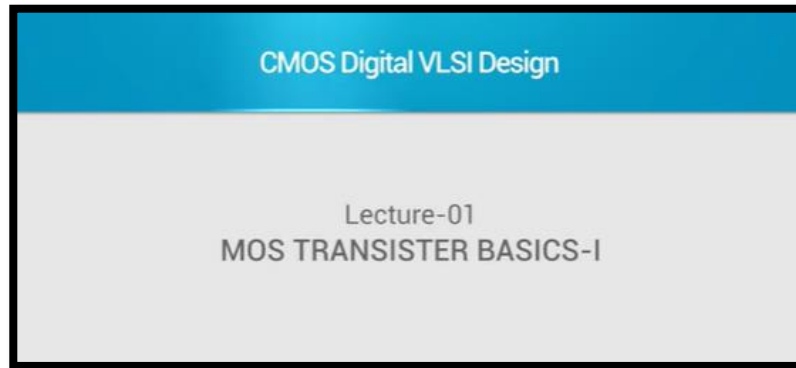 CMOS Digital VLSI Design
Lecture-01
MOS TRANSISTER BASICS-I